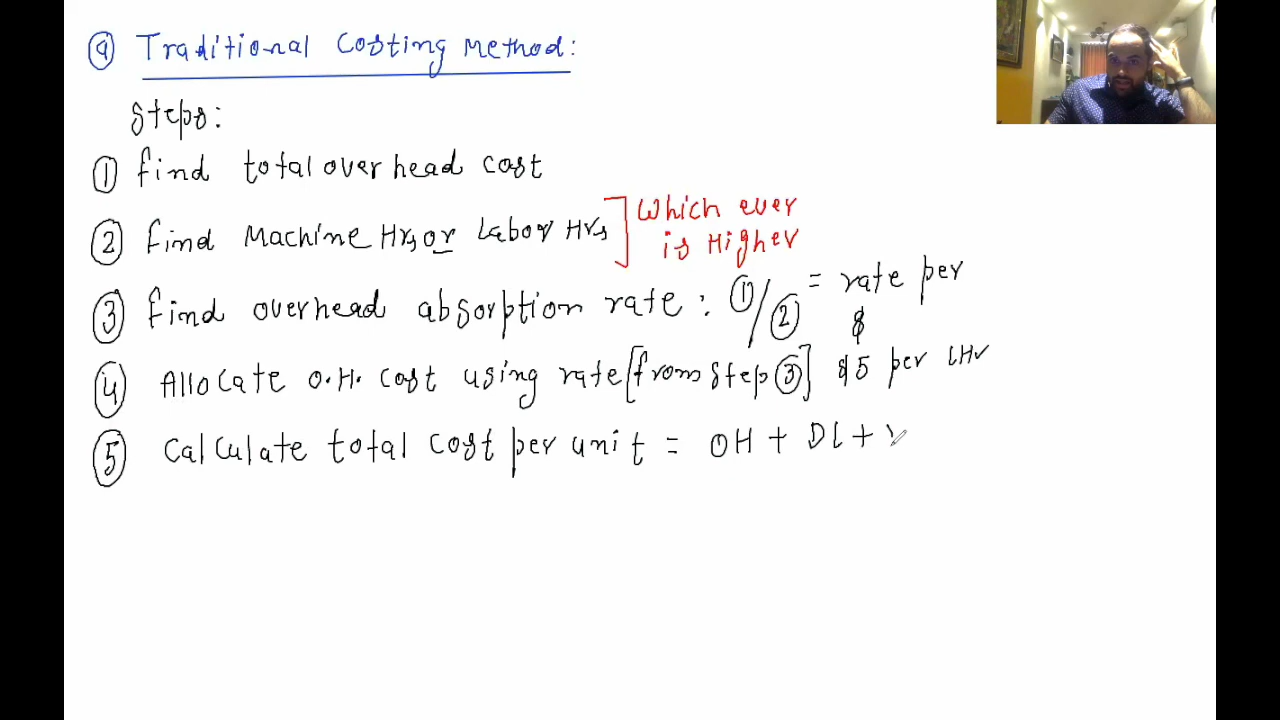 a Traditional Costing Method:
Steps:
① Find total overhead cost
② Find Machine Hrs or Labor Hrs ] Which ever
is Higher
③ Find overhead absorption rate: ①/② = rate per
$
④ Allocate O.H. cost using rate [from step ③] $5 per LHr
⑤ Calculate total cost per unit = OH + DL +